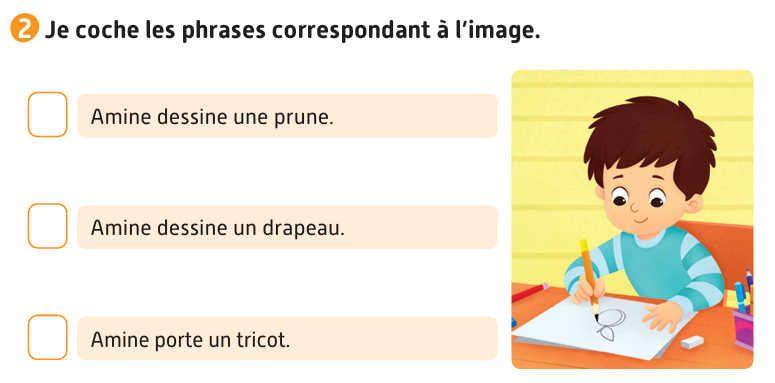 2 Je coche les phrases correspondant à l'image.
Amine dessine une prune.
Amine dessine un drapeau.
Amine porte un tricot.